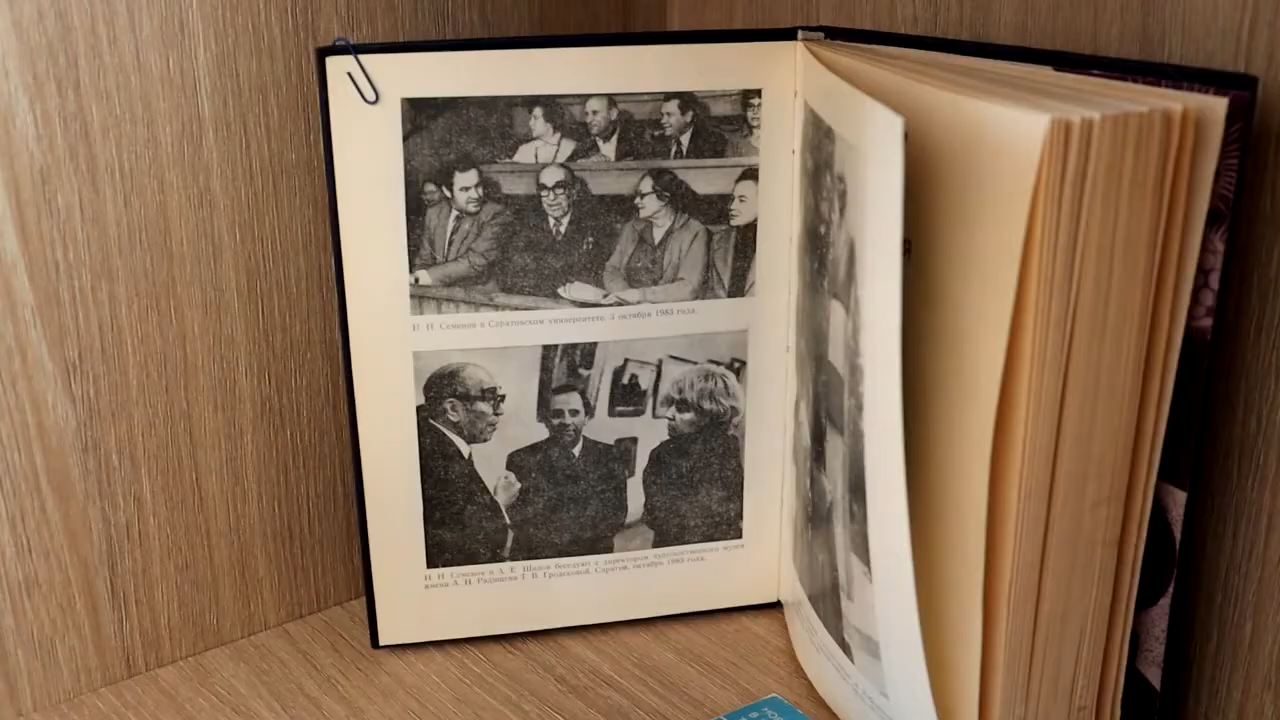 Н. Н. Семенов в Саратовском университете, 3 октября 1983 года.
Н. Н. Семенов и А. Е. Шилов беседуют с директором художественного музея
имени А. Н. Радищева Т. В. Гродсковой. Саратов, октябрь 1983 года.